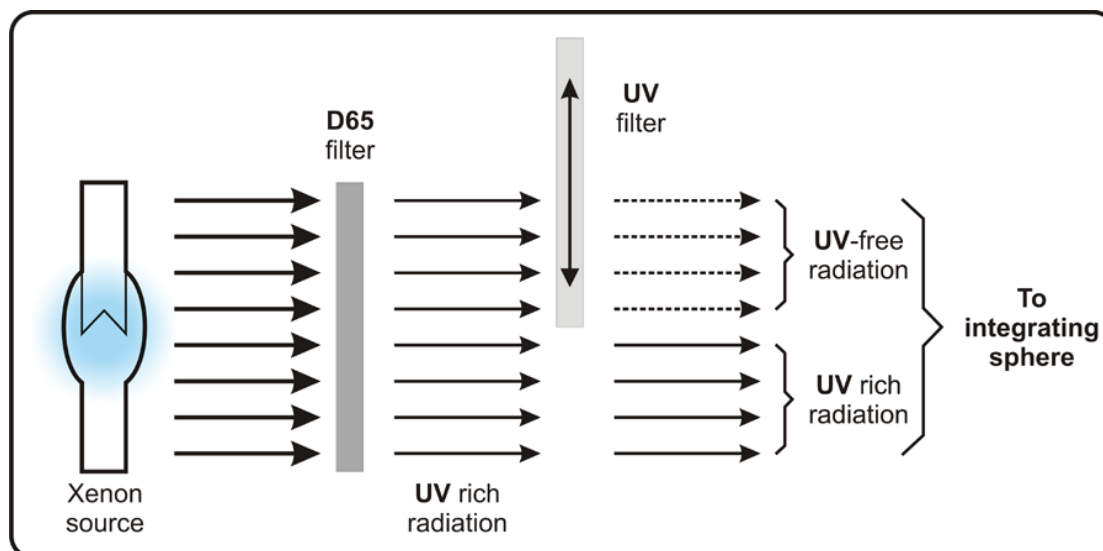 D65
filter
UV
filter
UV-free
radiation
To
integrating
sphere
UV rich
radiation
Xenon
source
UV rich
radiation